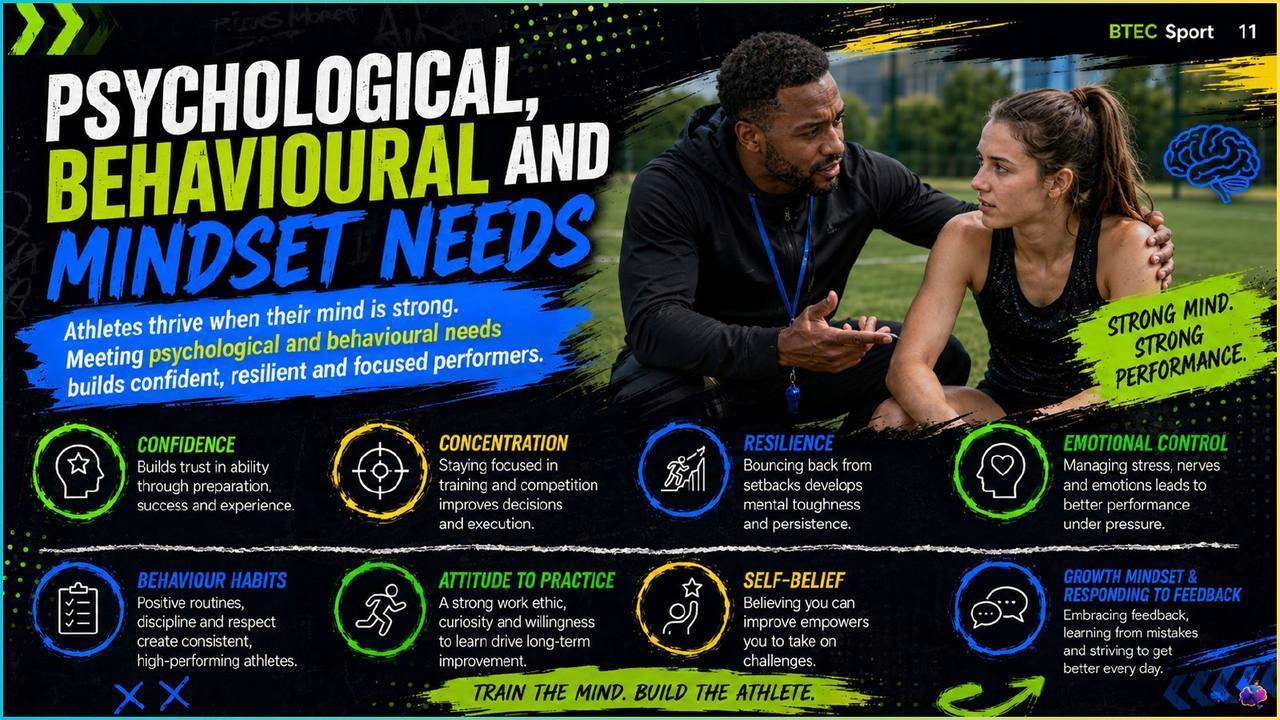 BTEC Sport 11
PSYCHOLOGICAL,
BEHAVIOURAL AND
MINDSET NEEDS
Athletes thrive when their mind is strong.
Meeting psychological and behavioural needs
builds confident, resilient and focused performers.
STRONG MIND.
STRONG
PERFORMANCE.
CONFIDENCE
Builds trust in ability
through preparation,
success and experience.
CONCENTRATION
Staying focused in
training and competition
improves decisions
and execution.
RESILIENCE
Bouncing back from
setbacks develops
mental toughness
and persistence.
EMOTIONAL CONTROL
Managing stress, nerves
and emotions leads to
better performance
under pressure.
BEHAVIOUR HABITS
Positive routines,
discipline and respect
create consistent,
high-performing athletes.
ATTITUDE TO PRACTICE
A strong work ethic,
curiosity and willingness
to learn drive long-term
improvement.
SELF-BELIEF
Believing you can
improve empowers
you to take on
challenges.
GROWTH MINDSET &
RESPONDING TO FEEDBACK
Embracing feedback,
learning from mistakes
and striving to get
better every day.
TRAIN THE MIND. BUILD THE ATHLETE.